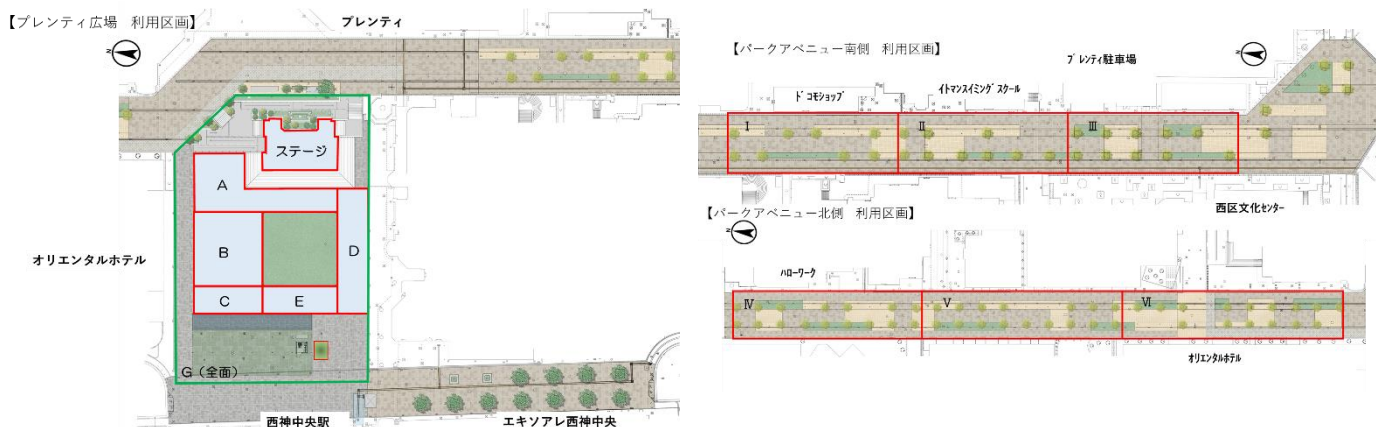 【プレンティ広場　利用区画】
プレンティ
N
ステージ
A
B
D
C
E
G（全面）
オリエンタルホテル
西神中央駅
エキソアレ西神中央
【パークアベニュー南側　利用区画】
N
プレンティ駐車場
ドコモショップ
イトマンスイミングスクール
Ⅰ
Ⅱ
Ⅲ
西区文化センター
【パークアベニュー北側　利用区画】
N
ハローワーク
Ⅳ
Ⅴ
Ⅵ
オリエンタルホテル